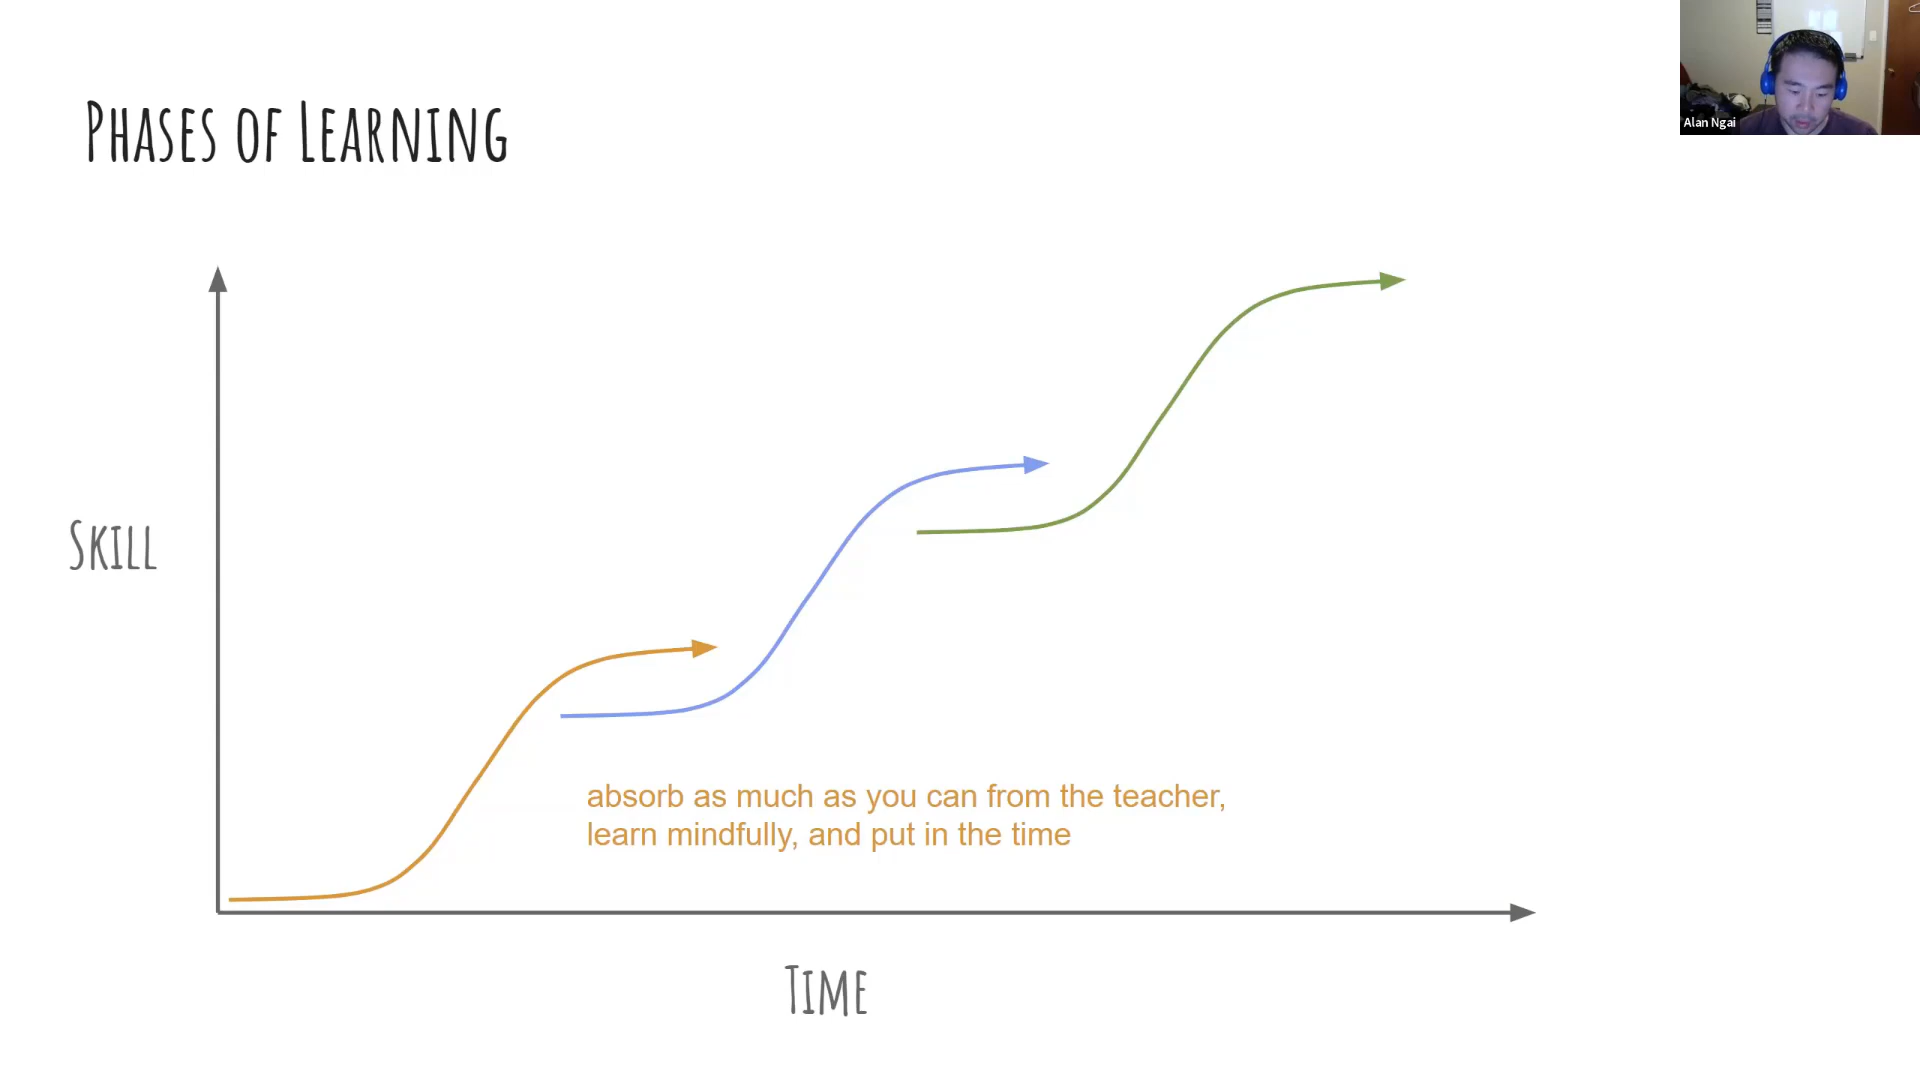 Phases of Learning
Alan Ngai
Skill
absorb as much as you can from the teacher,
learn mindfully, and put in the time
Time